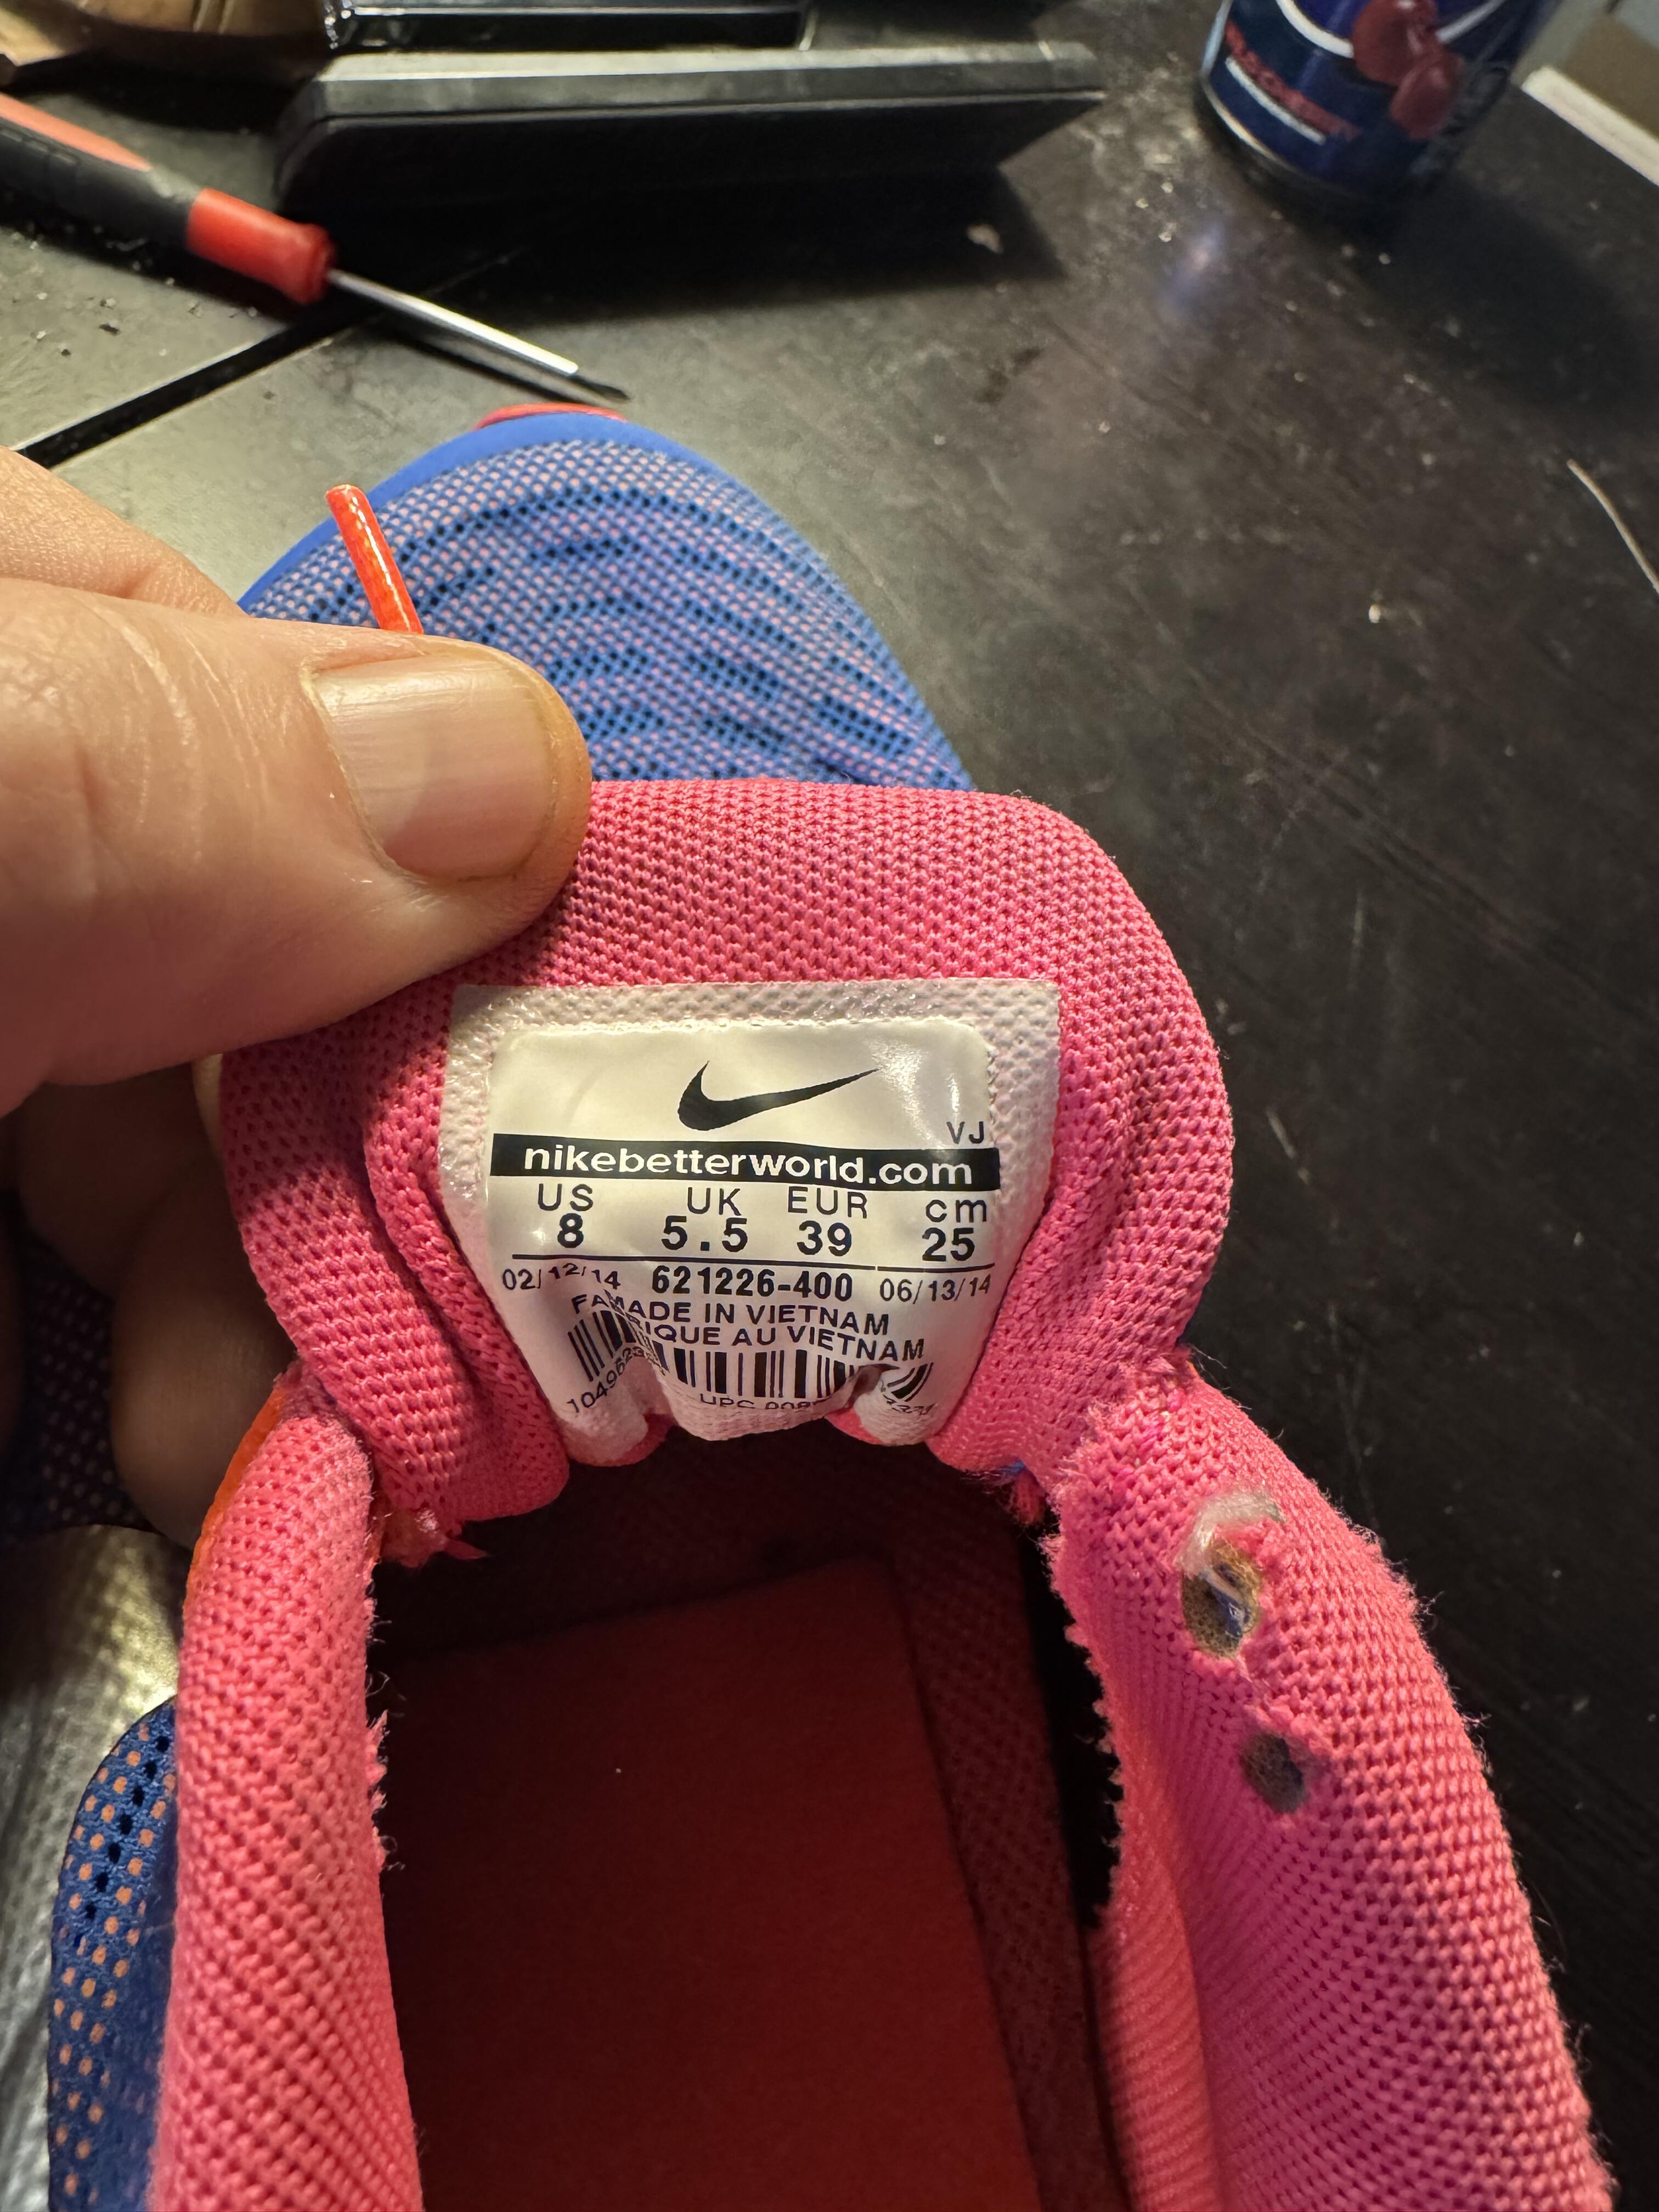 VJ
nikebetterworld.com
US UK EUR cm
8 5.5 39 25
02/12/14 621226-400 06/13/14
MADE IN VIETNAM
AU VIETNAM
UPC